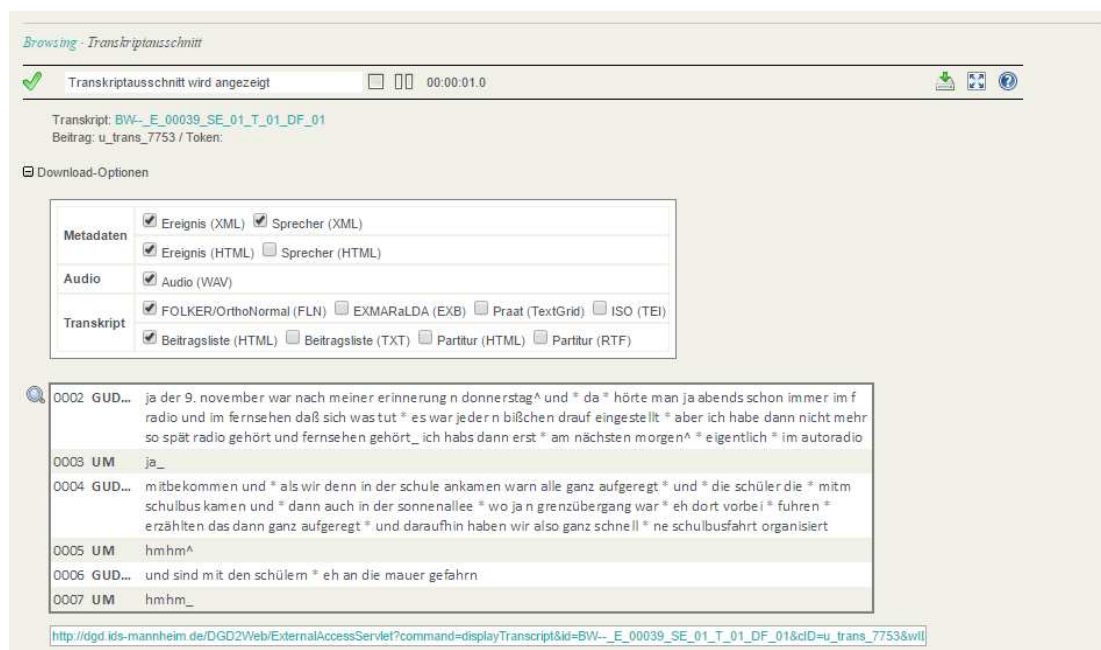 Browsing - Transkriptausschnitt
Transkriptausschnitt wird angezeigt 00:00:01.0
Transkript: BW--_E_00039_SE_01_T_01_DF_01
Beitrag: u_trans_7753 / Token:
Download-Optionen
Metadaten
Ereignis (XML) Sprecher (XML)
Ereignis (HTML) Sprecher (HTML)
Audio Audio (WAV)
Transkript
FOLKER/OrthoNormal (FLN) EXMARaLDA (EXB) Praat (TextGrid) ISO (TEI)
Beitragsliste (HTML) Beitragsliste (TXT) Partitur (HTML) Partitur (RTF)
0002 GUD... ja der 9. november war nach meiner erinnerung n donnerstag^ und * da * hörte man ja abends schon immer im f
radio und im fernsehen daß sich was tut * es war jeder n bißchen drauf eingestellt * aber ich habe dann nicht mehr
so spät radio gehört und fernsehen gehört_ ich habs dann erst * am nächsten morgen^ * eigentlich * im autoradio
0003 UM ja_
0004 GUD... mitbekommen und * als wir denn in der schule ankamen warn alle ganz aufgeregt * und * die schüler die * mitm
schulbus kamen und * dann auch in der sonnenallee * wo ja n grenzübergang war * eh dort vorbei * fuhren *
erzählten das dann ganz aufgeregt * und daraufhin haben wir also ganz schnell * ne schulbusfahrt organisiert
0005 UM hmhm^
0006 GUD... und sind mit den schülern * eh an die mauer gefahrn
0007 UM hmhm_
http://dgd.ids-mannheim.de/DGD2Web/ExternalAccessServlet?command=displayTranscript&id=BW--_E_00039_SE_01_T_01_DF_01&cID=u_trans_7753&wII